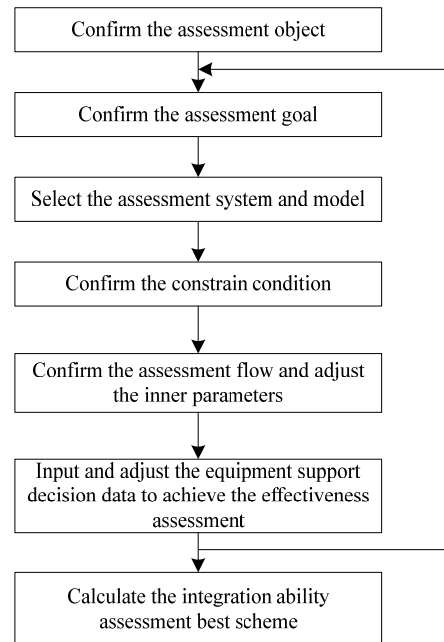 Confirm the assessment object
Confirm the assessment goal
Select the assessment system and model
Confirm the constrain condition
Confirm the assessment flow and adjust
the inner parameters
Input and adjust the equipment support
decision data to achieve the effectiveness
assessment
Calculate the integration ability
assessment best scheme